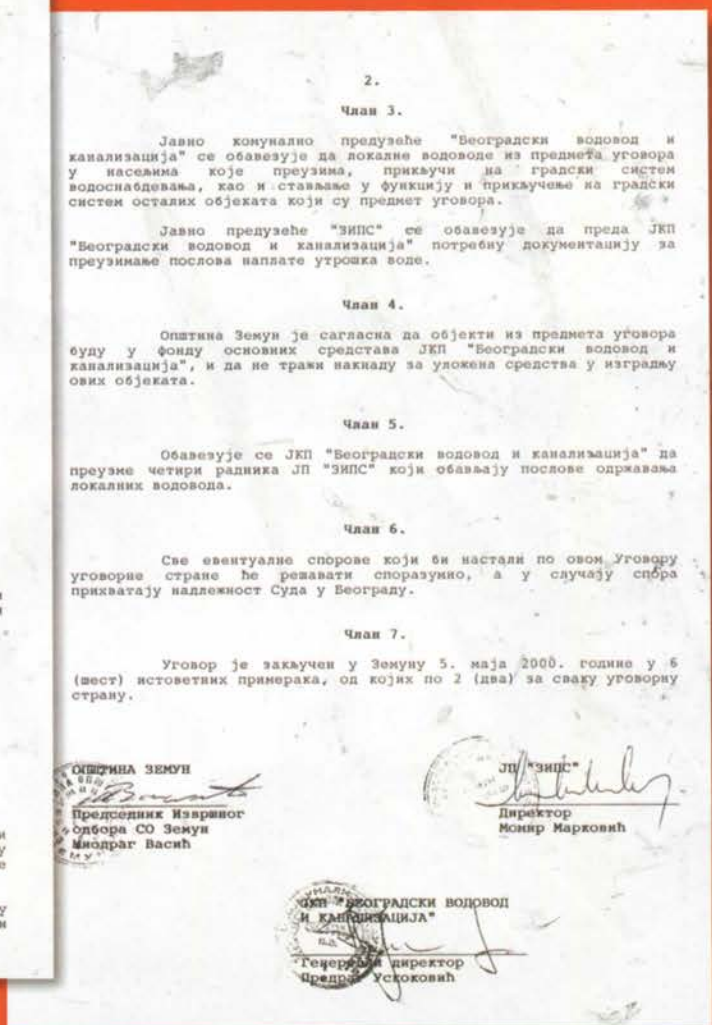 2.
Члан 3.
Јавно комунално предузеће "Београдски водовод и
канализација" се обавезује да локалне водоводе из предмета уговора
у насељима које преузима, прикључи на градски систем
водоснабдевања, као и стављање у функцију и прикључење на градски
систем осталих објеката који су предмет уговора.
Јавно предузеће "ЗИПС" се обавезује да преда ЈКП
"Београдски водовод и канализација" потребну документацију за
преузимање послова наплате утрошка воде.
Члан 4.
Општина Земун је сагласна да објекти из предмета уговора
буду у фонду основних средстава ЈКП "Београдски водовод и
канализација", и да не тражи накнаду за уложена средства у изградњу
ових објеката.
Члан 5.
Обавезује се ЈКП "Београдски водовод и канализација" да
преузме четири радника ЈП "ЗИПС" који обављају послове одржавања
локалних водовода.
Члан 6.
Све евентуалне спорове који би настали по овом Уговору
уговорне стране ће решавати споразумно, а у случају спора
прихватају надлежност Суда у Београду.
Члан 7.
Уговор је закључен у Земуну 5. маја 2000. године у 6
(шест) истоветних примерака, од којих по 2 (два) за сваку уговорну
страну.
ОПШТИНА ЗЕМУН
Председник Извршног
одбора СО Земун
Миодраг Васић
ЈП "ЗИПС"
Директор
Момир Марковић
ЈКП "БЕОГРАДСКИ ВОДОВОД
И КАНАЛИЗАЦИЈА"
Генерални директор
Предраг Ускоковић